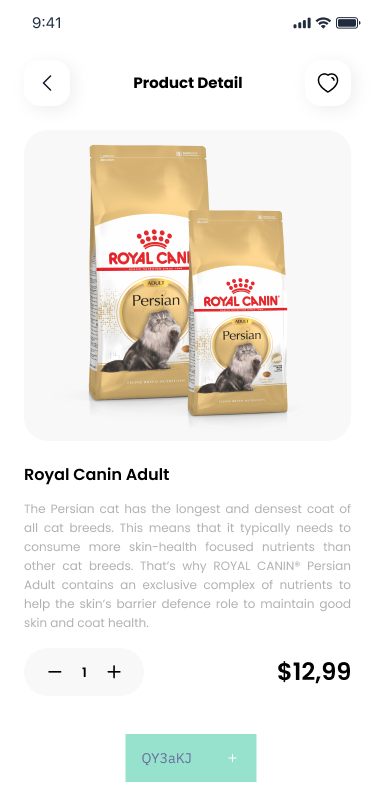 9:41
Product Detail
ROYAL CANI
ADULT
Persian
ROYAL CANIN
ADULT
Persian
Royal Canin Adult
The Persian cat has the longest and densest coat of
all cat breeds. This means that it typically needs to
consume more skin-health focused nutrients than
other cat breeds. That's why ROYAL CANIN® Persian
Adult contains an exclusive complex of nutrients to
help the skin's barrier defence role to maintain good
skin and coat health.
− 1 +
$12,99
QY3aKJ +